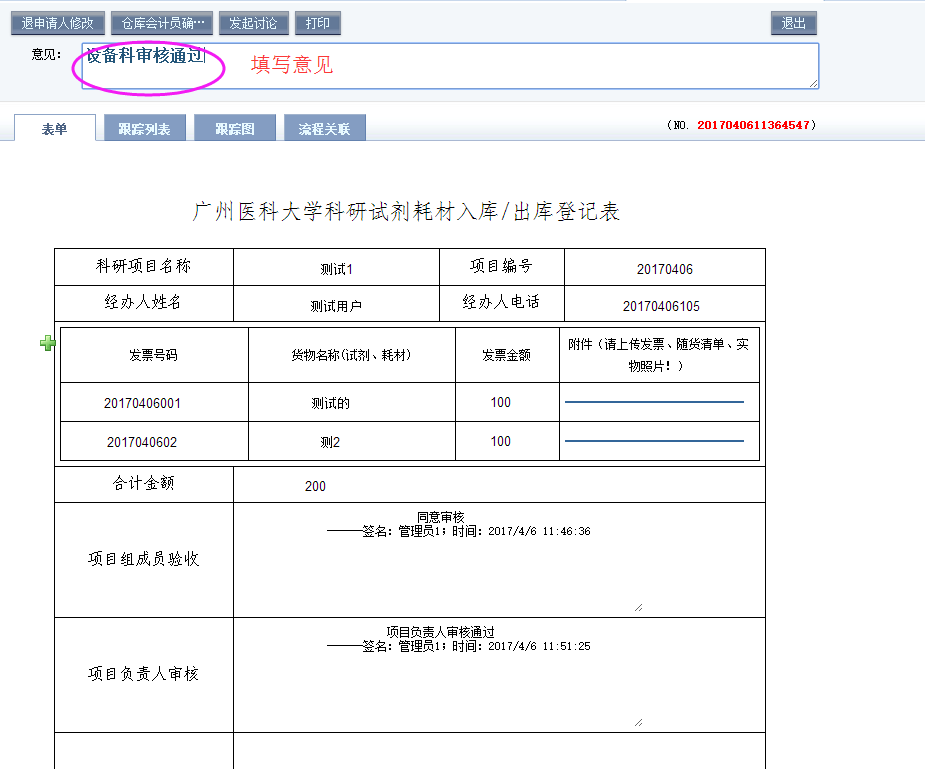 退申请人修改 仓库会计员确… 发起讨论 打印 退出
意见： 设备科审核通过 填写意见
表单 跟踪列表 跟踪图 流程关联 （NO. 2017040611364547）
广州医科大学科研试剂耗材入库/出库登记表
科研项目名称 测试1 项目编号 20170406
经办人姓名 测试用户 经办人电话 20170406105
发票号码 货物名称(试剂、耗材) 发票金额 附件（请上传发票、随货清单、实
物照片！）
20170406001 测试的 100
2017040602 测2 100
合计金额 200
同意审核
———签名：管理员1；时间：2017/4/6 11:46:36
项目组成员验收
项目负责人审核通过
———签名：管理员1；时间：2017/4/6 11:51:25
项目负责人审核